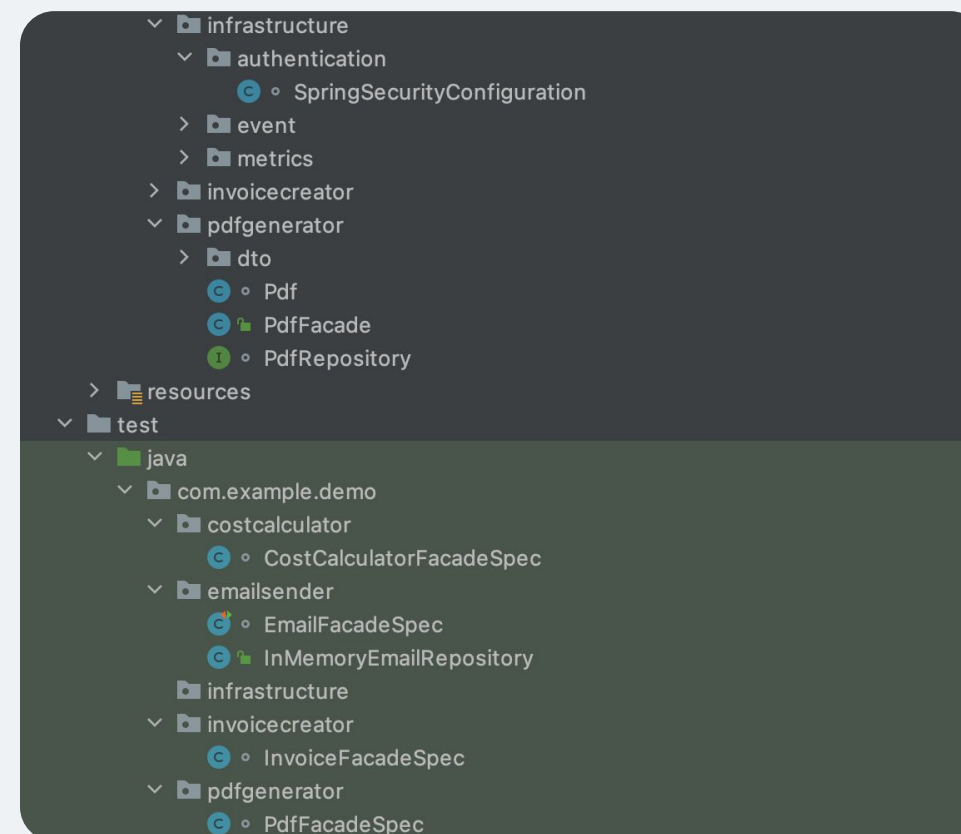 infrastructure
authentication
SpringSecurityConfiguration
event
metrics
invoicecreator
pdfgenerator
dto
Pdf
PdfFacade
PdfRepository
resources
test
java
com.example.demo
costcalculator
CostCalculatorFacadeSpec
emailsender
EmailFacadeSpec
InMemoryEmailRepository
infrastructure
invoicecreator
InvoiceFacadeSpec
pdfgenerator
PdfFacadeSpec